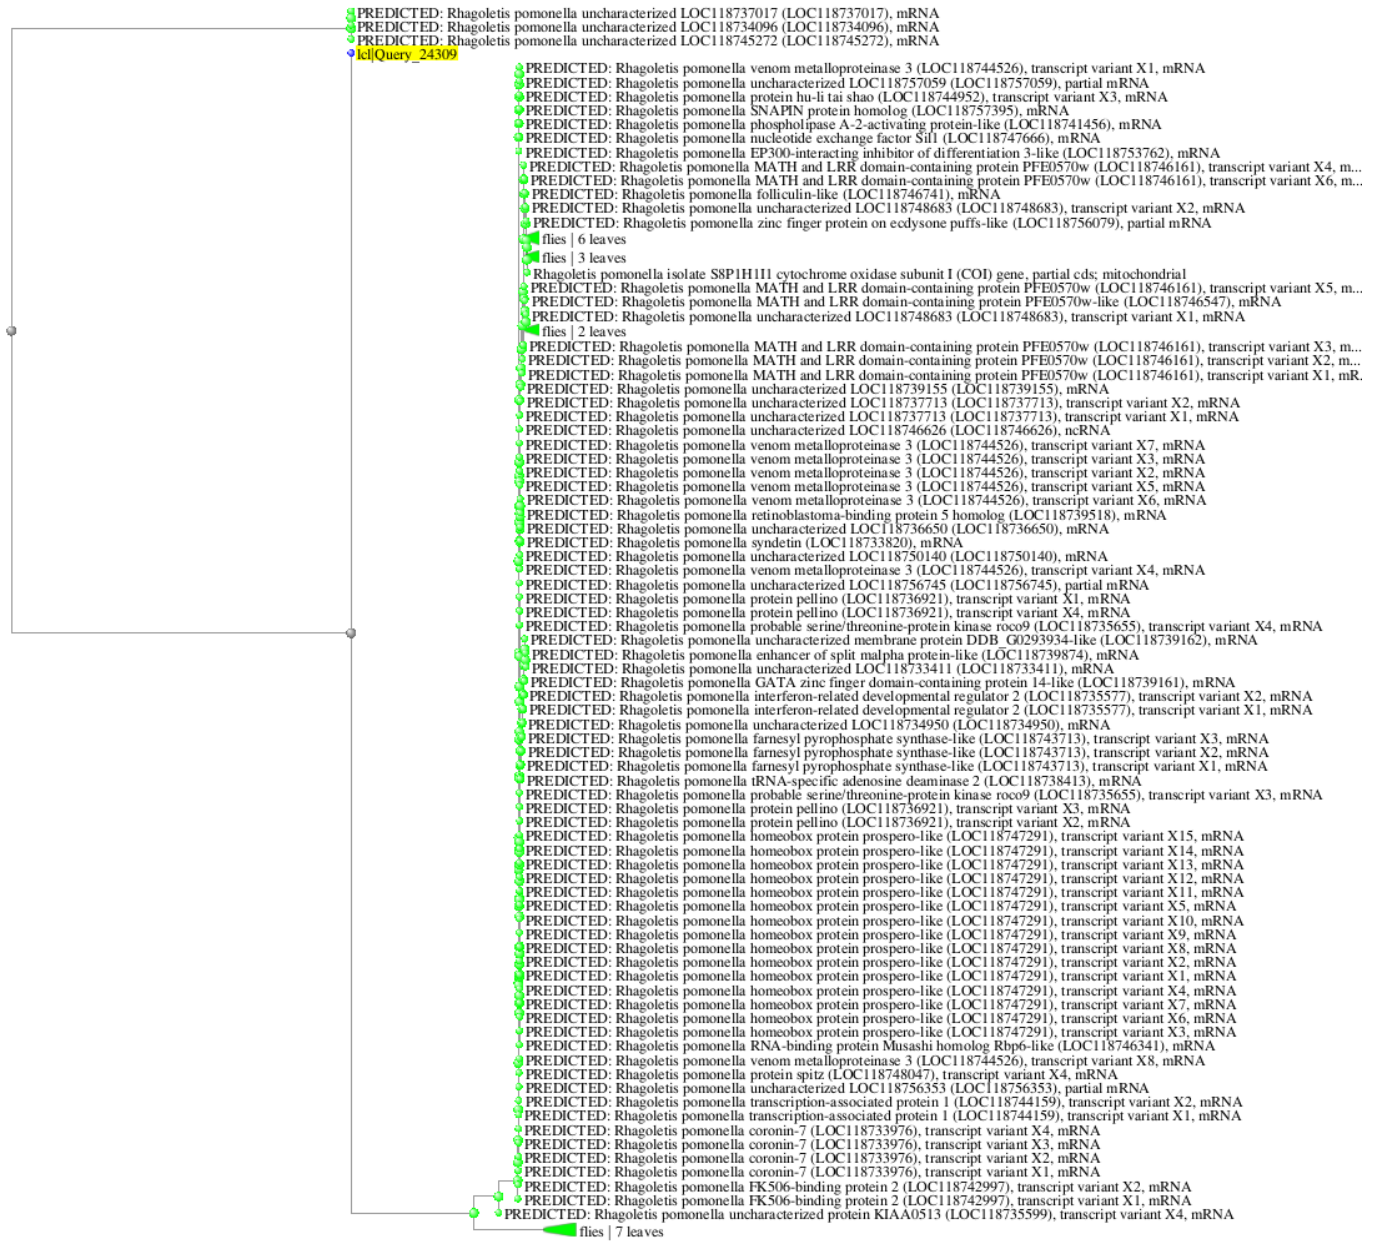 PREDICTED: Rhagoletis pomonella uncharacterized LOC118737017 (LOC118737017), mRNA
PREDICTED: Rhagoletis pomonella uncharacterized LOC118734096 (LOC118734096), mRNA
PREDICTED: Rhagoletis pomonella uncharacterized LOC118745272 (LOC118745272), mRNA
lcl|Query_24309
PREDICTED: Rhagoletis pomonella venom metalloproteinase 3 (LOC118744526), transcript variant X1, mRNA
PREDICTED: Rhagoletis pomonella uncharacterized LOC118757059 (LOC118757059), partial mRNA
PREDICTED: Rhagoletis pomonella protein hu-li tai shao (LOC118744952), transcript variant X3, mRNA
PREDICTED: Rhagoletis pomonella SNAPIN protein homolog (LOC118757395), mRNA
PREDICTED: Rhagoletis pomonella phospholipase A-2-activating protein-like (LOC118741456), mRNA
PREDICTED: Rhagoletis pomonella nucleotide exchange factor Sil1 (LOC118747666), mRNA
PREDICTED: Rhagoletis pomonella EP300-interacting inhibitor of differentiation 3-like (LOC118753762), mRNA
PREDICTED: Rhagoletis pomonella MATH and LRR domain-containing protein PFE0570w (LOC118746161), transcript variant X4, m...
PREDICTED: Rhagoletis pomonella MATH and LRR domain-containing protein PFE0570w (LOC118746161), transcript variant X6, m...
PREDICTED: Rhagoletis pomonella folliculin-like (LOC118746741), mRNA
PREDICTED: Rhagoletis pomonella uncharacterized LOC118748683 (LOC118748683), transcript variant X2, mRNA
PREDICTED: Rhagoletis pomonella zinc finger protein on ecdysone puffs-like (LOC118756079), partial mRNA
flies | 6 leaves
flies | 3 leaves
Rhagoletis pomonella isolate S8P1H1I1 cytochrome oxidase subunit I (COI) gene, partial cds; mitochondrial
PREDICTED: Rhagoletis pomonella MATH and LRR domain-containing protein PFE0570w (LOC118746161), transcript variant X5, m...
PREDICTED: Rhagoletis pomonella MATH and LRR domain-containing protein PFE0570w-like (LOC118746547), mRNA
PREDICTED: Rhagoletis pomonella uncharacterized LOC118748683 (LOC118748683), transcript variant X1, mRNA
flies | 2 leaves
PREDICTED: Rhagoletis pomonella MATH and LRR domain-containing protein PFE0570w (LOC118746161), transcript variant X3, m...
PREDICTED: Rhagoletis pomonella MATH and LRR domain-containing protein PFE0570w (LOC118746161), transcript variant X2, m...
PREDICTED: Rhagoletis pomonella MATH and LRR domain-containing protein PFE0570w (LOC118746161), transcript variant X1, mR.
PREDICTED: Rhagoletis pomonella uncharacterized LOC118739155 (LOC118739155), mRNA
PREDICTED: Rhagoletis pomonella uncharacterized LOC118737713 (LOC118737713), transcript variant X2, mRNA
PREDICTED: Rhagoletis pomonella uncharacterized LOC118737713 (LOC118737713), transcript variant X1, mRNA
PREDICTED: Rhagoletis pomonella uncharacterized LOC118746626 (LOC118746626), ncRNA
PREDICTED: Rhagoletis pomonella venom metalloproteinase 3 (LOC118744526), transcript variant X7, mRNA
PREDICTED: Rhagoletis pomonella venom metalloproteinase 3 (LOC118744526), transcript variant X3, mRNA
PREDICTED: Rhagoletis pomonella venom metalloproteinase 3 (LOC118744526), transcript variant X2, mRNA
PREDICTED: Rhagoletis pomonella venom metalloproteinase 3 (LOC118744526), transcript variant X5, mRNA
PREDICTED: Rhagoletis pomonella venom metalloproteinase 3 (LOC118744526), transcript variant X6, mRNA
PREDICTED: Rhagoletis pomonella retinoblastoma-binding protein 5 homolog (LOC118739518), mRNA
PREDICTED: Rhagoletis pomonella uncharacterized LOC118736650 (LOC118736650), mRNA
PREDICTED: Rhagoletis pomonella syndetin (LOC118733820), mRNA
PREDICTED: Rhagoletis pomonella uncharacterized LOC118750140 (LOC118750140), mRNA
PREDICTED: Rhagoletis pomonella venom metalloproteinase 3 (LOC118744526), transcript variant X4, mRNA
PREDICTED: Rhagoletis pomonella uncharacterized LOC118756745 (LOC118756745), partial mRNA
PREDICTED: Rhagoletis pomonella protein pellino (LOC118736921), transcript variant X1, mRNA
PREDICTED: Rhagoletis pomonella protein pellino (LOC118736921), transcript variant X4, mRNA
PREDICTED: Rhagoletis pomonella probable serine/threonine-protein kinase roco9 (LOC118735655), transcript variant X4, mRNA
PREDICTED: Rhagoletis pomonella uncharacterized membrane protein DDB_G0293934-like (LOC118739162), mRNA
PREDICTED: Rhagoletis pomonella enhancer of split malpha protein-like (LOC118739874), mRNA
PREDICTED: Rhagoletis pomonella uncharacterized LOC118733411 (LOC118733411), mRNA
PREDICTED: Rhagoletis pomonella GATA zinc finger domain-containing protein 14-like (LOC118739161), mRNA
PREDICTED: Rhagoletis pomonella interferon-related developmental regulator 2 (LOC118735577), transcript variant X2, mRNA
PREDICTED: Rhagoletis pomonella interferon-related developmental regulator 2 (LOC118735577), transcript variant X1, mRNA
PREDICTED: Rhagoletis pomonella uncharacterized LOC118734950 (LOC118734950), mRNA
PREDICTED: Rhagoletis pomonella farnesyl pyrophosphate synthase-like (LOC118743713), transcript variant X3, mRNA
PREDICTED: Rhagoletis pomonella farnesyl pyrophosphate synthase-like (LOC118743713), transcript variant X2, mRNA
PREDICTED: Rhagoletis pomonella farnesyl pyrophosphate synthase-like (LOC118743713), transcript variant X1, mRNA
PREDICTED: Rhagoletis pomonella tRNA-specific adenosine deaminase 2 (LOC118738413), mRNA
PREDICTED: Rhagoletis pomonella probable serine/threonine-protein kinase roco9 (LOC118735655), transcript variant X3, mRNA
PREDICTED: Rhagoletis pomonella protein pellino (LOC118736921), transcript variant X3, mRNA
PREDICTED: Rhagoletis pomonella protein pellino (LOC118736921), transcript variant X2, mRNA
PREDICTED: Rhagoletis pomonella homeobox protein prospero-like (LOC118747291), transcript variant X15, mRNA
PREDICTED: Rhagoletis pomonella homeobox protein prospero-like (LOC118747291), transcript variant X14, mRNA
PREDICTED: Rhagoletis pomonella homeobox protein prospero-like (LOC118747291), transcript variant X13, mRNA
PREDICTED: Rhagoletis pomonella homeobox protein prospero-like (LOC118747291), transcript variant X12, mRNA
PREDICTED: Rhagoletis pomonella homeobox protein prospero-like (LOC118747291), transcript variant X11, mRNA
PREDICTED: Rhagoletis pomonella homeobox protein prospero-like (LOC118747291), transcript variant X5, mRNA
PREDICTED: Rhagoletis pomonella homeobox protein prospero-like (LOC118747291), transcript variant X10, mRNA
PREDICTED: Rhagoletis pomonella homeobox protein prospero-like (LOC118747291), transcript variant X9, mRNA
PREDICTED: Rhagoletis pomonella homeobox protein prospero-like (LOC118747291), transcript variant X8, mRNA
PREDICTED: Rhagoletis pomonella homeobox protein prospero-like (LOC118747291), transcript variant X2, mRNA
PREDICTED: Rhagoletis pomonella homeobox protein prospero-like (LOC118747291), transcript variant X1, mRNA
PREDICTED: Rhagoletis pomonella homeobox protein prospero-like (LOC118747291), transcript variant X4, mRNA
PREDICTED: Rhagoletis pomonella homeobox protein prospero-like (LOC118747291), transcript variant X7, mRNA
PREDICTED: Rhagoletis pomonella homeobox protein prospero-like (LOC118747291), transcript variant X6, mRNA
PREDICTED: Rhagoletis pomonella homeobox protein prospero-like (LOC118747291), transcript variant X3, mRNA
PREDICTED: Rhagoletis pomonella RNA-binding protein Musashi homolog Rbp6-like (LOC118746341), mRNA
PREDICTED: Rhagoletis pomonella venom metalloproteinase 3 (LOC118744526), transcript variant X8, mRNA
PREDICTED: Rhagoletis pomonella protein spitz (LOC118748047), transcript variant X4, mRNA
PREDICTED: Rhagoletis pomonella uncharacterized LOC118756353 (LOC118756353), partial mRNA
PREDICTED: Rhagoletis pomonella transcription-associated protein 1 (LOC118744159), transcript variant X2, mRNA
PREDICTED: Rhagoletis pomonella transcription-associated protein 1 (LOC118744159), transcript variant X1, mRNA
PREDICTED: Rhagoletis pomonella coronin-7 (LOC118733976), transcript variant X4, mRNA
PREDICTED: Rhagoletis pomonella coronin-7 (LOC118733976), transcript variant X3, mRNA
PREDICTED: Rhagoletis pomonella coronin-7 (LOC118733976), transcript variant X2, mRNA
PREDICTED: Rhagoletis pomonella coronin-7 (LOC118733976), transcript variant X1, mRNA
PREDICTED: Rhagoletis pomonella FK506-binding protein 2 (LOC118742997), transcript variant X2, mRNA
PREDICTED: Rhagoletis pomonella FK506-binding protein 2 (LOC118742997), transcript variant X1, mRNA
PREDICTED: Rhagoletis pomonella uncharacterized protein KIAA0513 (LOC118735599), transcript variant X4, mRNA
flies | 7 leaves